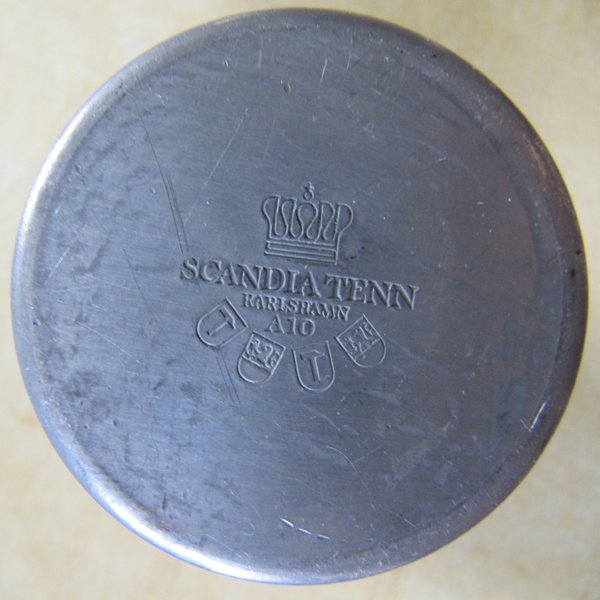 SCANDIA TENN
KARLSHAMN
A10
T T